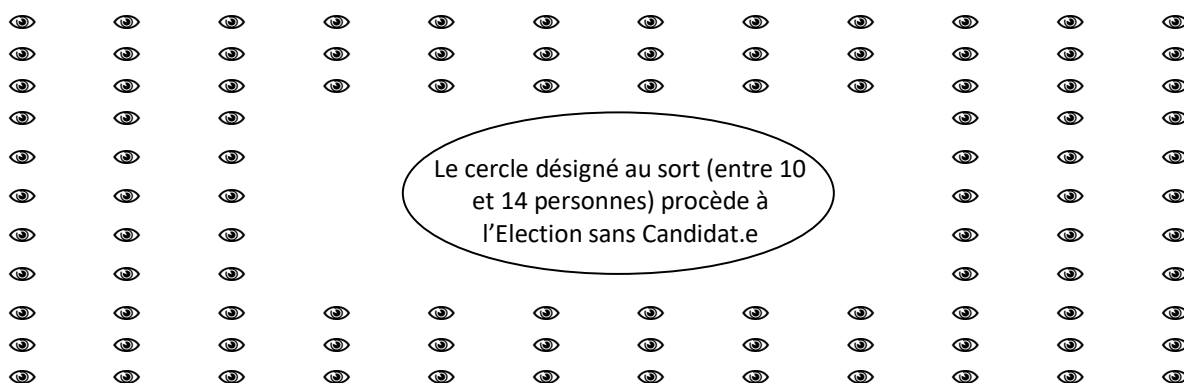 Le cercle désigné au sort (entre 10
et 14 personnes) procède à
l’Election sans Candidat.e